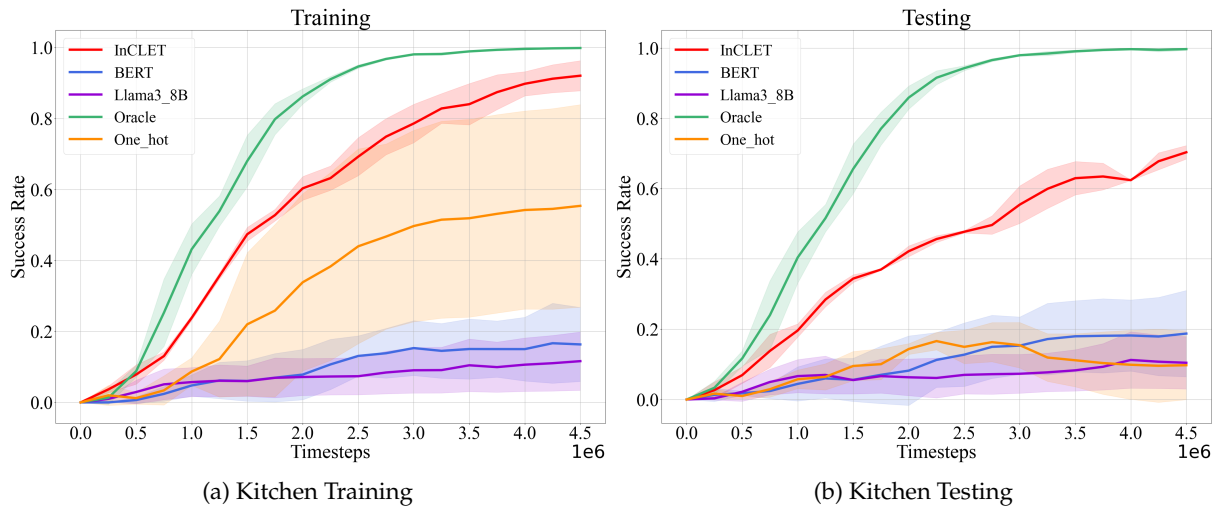 Training
Success Rate
1.0
0.8
0.6
0.4
0.2
0.0
InCLET
BERT
Llama3_8B
Oracle
One_hot
0.0 0.5 1.0 1.5 2.0 2.5 3.0 3.5 4.0 4.5
Timesteps
1e6
(a) Kitchen Training
Testing
Success Rate
1.0
0.8
0.6
0.4
0.2
0.0
InCLET
BERT
Llama3_8B
Oracle
One_hot
0.0 0.5 1.0 1.5 2.0 2.5 3.0 3.5 4.0 4.5
Timesteps
1e6
(b) Kitchen Testing